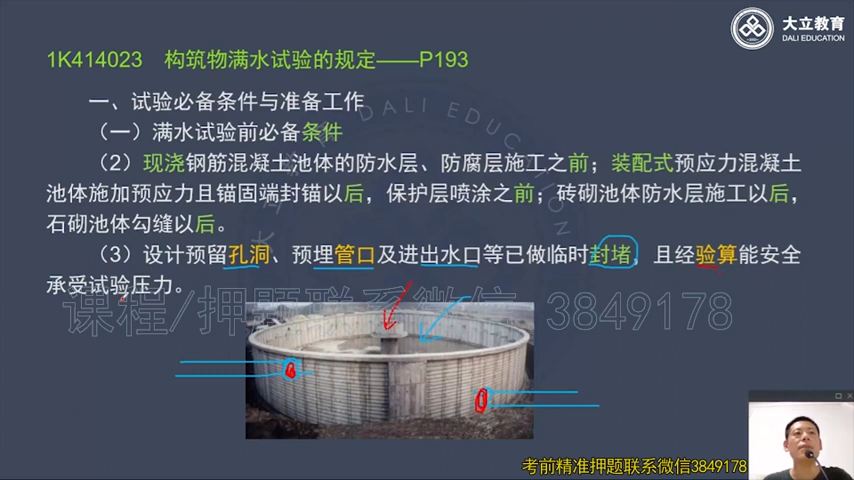 大立教育
DALI EDUCATION
1K414023 构筑物满水试验的规定——P193
一、试验必备条件与准备工作
（一）满水试验前必备条件
（2）现浇钢筋混凝土池体的防水层、防腐层施工之前；装配式预应力混凝土
池体施加预应力且锚固端封锚以后，保护层喷涂之前；砖砌池体防水层施工以后，
石砌池体勾缝以后。
（3）设计预留孔洞、预埋管口及进出水口等已做临时封堵，且经验算能安全
承受试验压力。
课程/押题联系微信 3849178
DALI EDUCATION
考前精准押题联系微信3849178